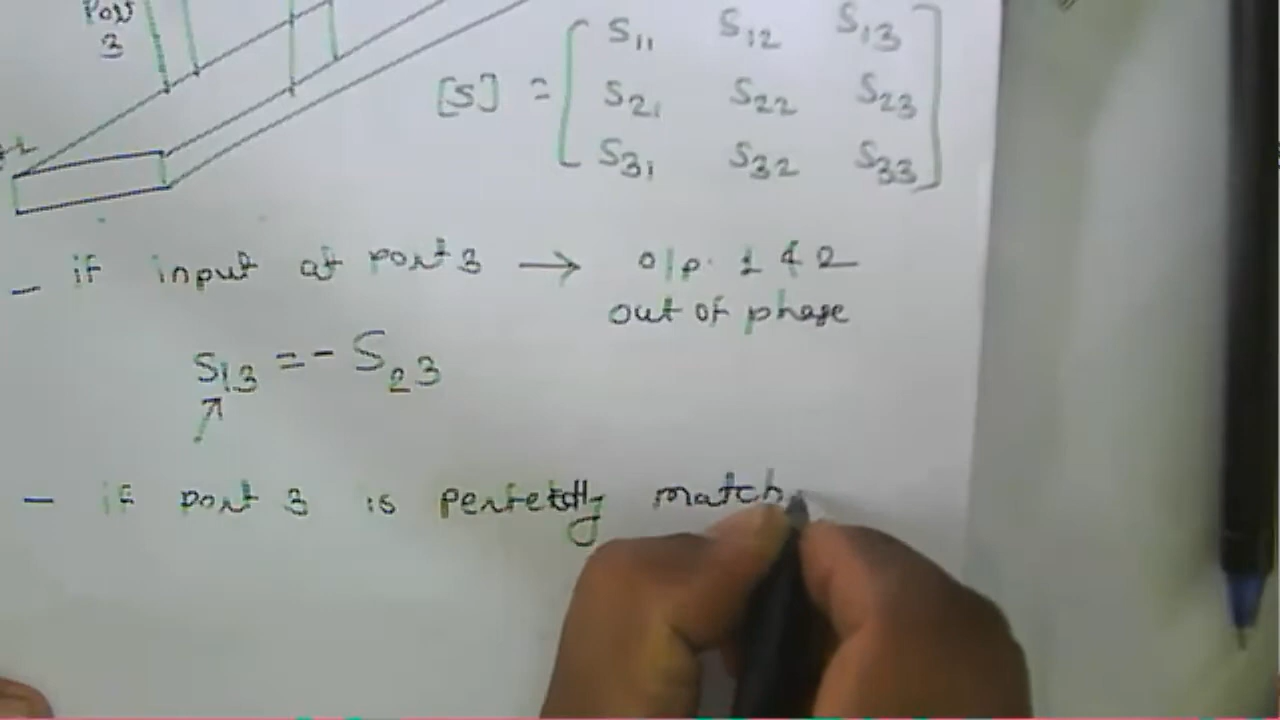 Port
3
[S] = [ S11 S12 S13
S21 S22 S23
S31 S32 S33 ]
- if input at port 3 → o/p. 1 & 2
out of phase
S13 = - S23
- if port 3 is perfectly match